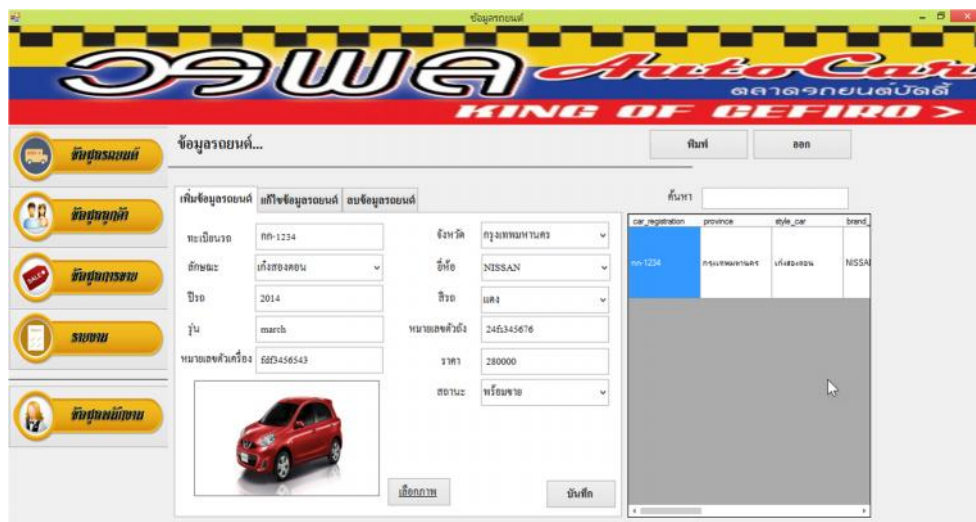 ข้อมูลรถยนต์
วรพล AutoCar
ตลาดรถยนต์บัดดี้
KING OF CEFIRO >
ข้อมูลรถยนต์
ข้อมูลรถยนต์...
พิมพ์
ออก
ข้อมูลลูกค้า
ข้อมูลการขาย
SALE
รายงาน
ข้อมูลพนักงาน
เพิ่มข้อมูลรถยนต์ แก้ไขข้อมูลรถยนต์ ลบข้อมูลรถยนต์
ค้นหา
ทะเบียนรถ กก-1234 จังหวัด กรุงเทพมหานคร
ลักษณะ เก๋งสองตอน ยี่ห้อ NISSAN
ปีรถ 2014 สีรถ แดง
รุ่น march หมายเลขตัวถัง 24fs345676
หมายเลขตัวเครื่อง fdf3456543 ราคา 280000
สถานะ พร้อมขาย
เลือกภาพ
บันทึก
car_registration province style_car brand_
กก-1234 กรุงเทพมหานคร เก๋งสองตอน NISSAI